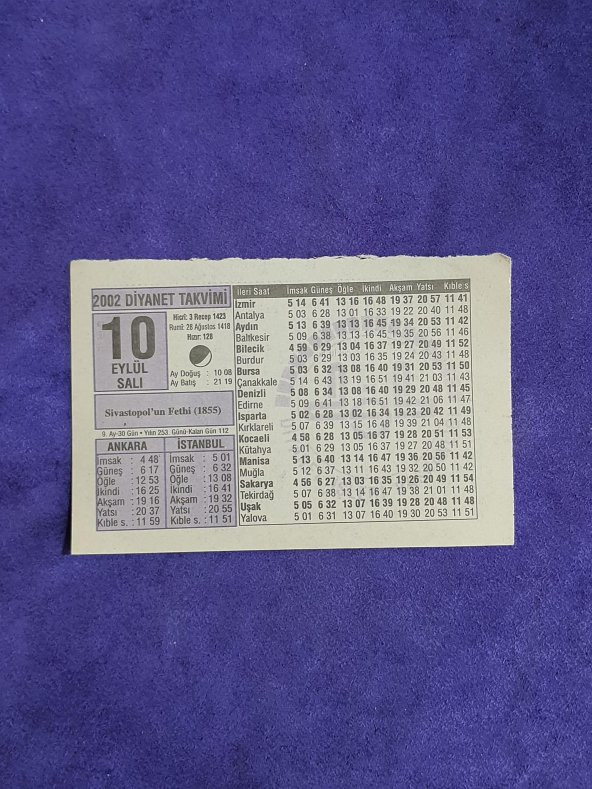 2002 DİYANET TAKVİMİ
10
EYLÜL
SALI
Hicri: 3 Recep 1423
Rumi: 28 Ağustos 1418
Hızır: 128
Ay Doğuş : 10 08
Ay Batış : 21 19
Sivastopol'un Fethi (1855)
9. Ay-30 Gün • Yılın 253. Günü-Kalan Gün 112
ANKARA
İmsak : 4 48
Güneş : 6 17
Öğle : 12 53
İkindi : 16 25
Akşam : 19 16
Yatsı : 20 37
Kıble s. : 11 59
İSTANBUL
İmsak : 5 01
Güneş : 6 32
Öğle : 13 08
İkindi : 16 41
Akşam : 19 32
Yatsı : 20 55
Kıble s. : 11 51
İleri Saat İmsak Güneş Öğle İkindi Akşam Yatsı Kıble s
İzmir 5 14 6 41 13 16 16 48 19 37 20 57 11 41
Antalya 5 03 6 28 13 01 16 33 19 22 20 40 11 48
Aydın 5 13 6 39 13 13 16 45 19 34 20 53 11 42
Balıkesir 5 09 6 38 13 13 16 45 19 35 20 56 11 46
Bilecik 4 59 6 29 13 04 16 37 19 27 20 49 11 52
Burdur 5 03 6 29 13 03 16 35 19 24 20 43 11 48
Bursa 5 03 6 32 13 08 16 40 19 31 20 53 11 50
Çanakkale 5 14 6 43 13 19 16 51 19 41 21 03 11 43
Denizli 5 08 6 34 13 08 16 40 19 29 20 48 11 45
Edirne 5 09 6 41 13 18 16 51 19 42 21 06 11 47
Isparta 5 02 6 28 13 02 16 34 19 23 20 42 11 49
Kırklareli 5 07 6 39 13 15 16 48 19 39 21 04 11 48
Kocaeli 4 58 6 28 13 05 16 37 19 28 20 51 11 53
Kütahya 5 01 6 29 13 05 16 37 19 27 20 48 11 51
Manisa 5 13 6 40 13 14 16 47 19 36 20 56 11 42
Muğla 5 12 6 37 13 11 16 43 19 32 20 50 11 42
Sakarya 4 56 6 27 13 03 16 35 19 26 20 49 11 54
Tekirdağ 5 07 6 38 13 14 16 47 19 38 21 01 11 48
Uşak 5 05 6 32 13 07 16 39 19 28 20 48 11 48
Yalova 5 01 6 31 13 07 16 40 19 30 20 53 11 51